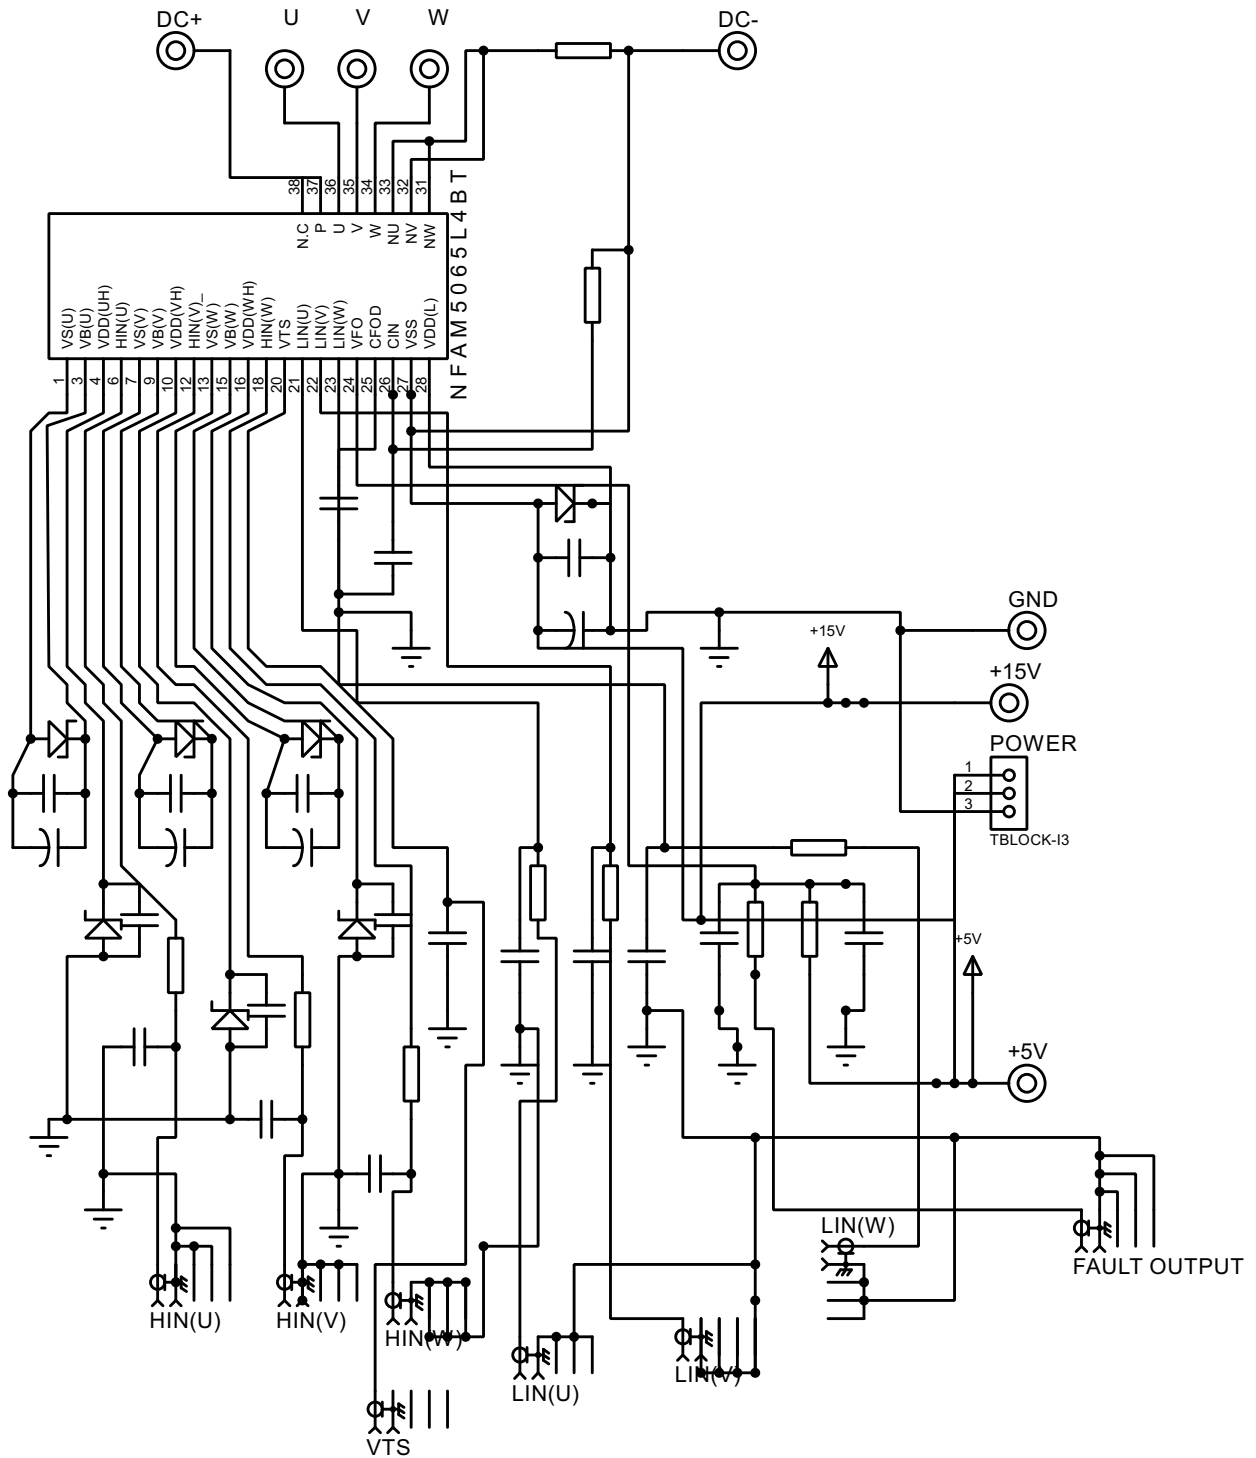 DC+ U V W DC-
38 37 36 35 34 33 32 31
N.C P U V W NU NV NW
NFAM5065L4BT
VS(U) VB(U) VDD(UH) HIN(U) VS(V) VB(V) VDD(VH) HIN(V)_ VS(W) VB(W) VDD(WH) HIN(W) VTS LIN(U) LIN(V) LIN(W) VFO CFOD CIN VSS VDD(L)
1 3 4 6 7 9 10 12 13 15 16 18 20 21 22 23 24 25 26 27 28
GND
+15V
+15V
POWER
1
2
3
TBLOCK-I3
+5V
+5V
LIN(W)
FAULT OUTPUT
HIN(U) HIN(V) HIN(W)
LIN(U) LIN(V)
VTS